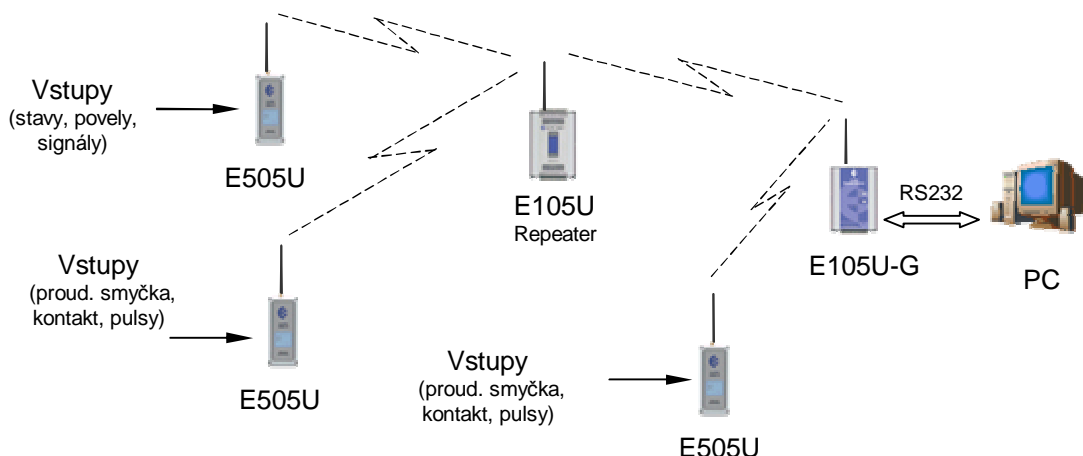 Vstupy
(stavy, povely,
signály)
E505U
E105U
Repeater
RS232
E105U-G
PC
Vstupy
(proud. smyčka,
kontakt, pulsy)
E505U
Vstupy
(proud. smyčka,
kontakt, pulsy)
E505U